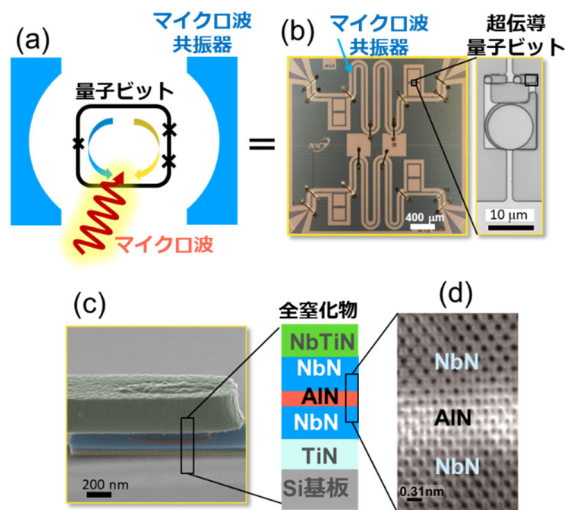 (a)
マイクロ波
共振器
量子ビット
マイクロ波
=
(b)
マイクロ波
共振器
超伝導
量子ビット
NICT
400 μm
10 μm
(c)
200 nm
全窒化物
NbTiN
NbN
AlN
NbN
TiN
Si基板
(d)
NbN
AlN
NbN
0.31nm